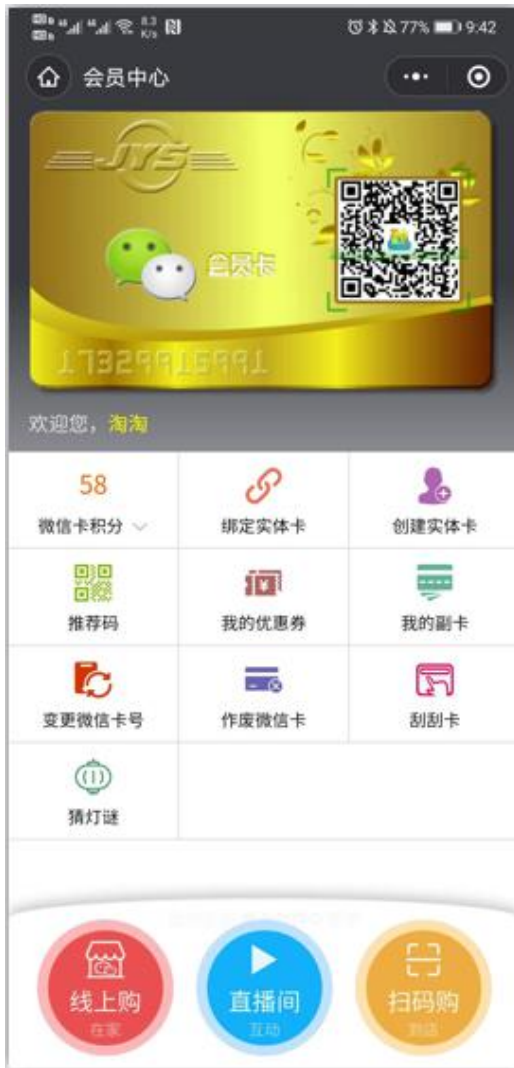 8.3
K/s
77% 9:42
会员中心
JYS
会员卡
173299169991
欢迎您，淘淘
58
微信卡积分 绑定实体卡 创建实体卡
推荐码 我的优惠券 我的副卡
变更微信卡号 作废微信卡 刮刮卡
猜灯谜
线上购 直播间 扫码购
在家 互动 到店